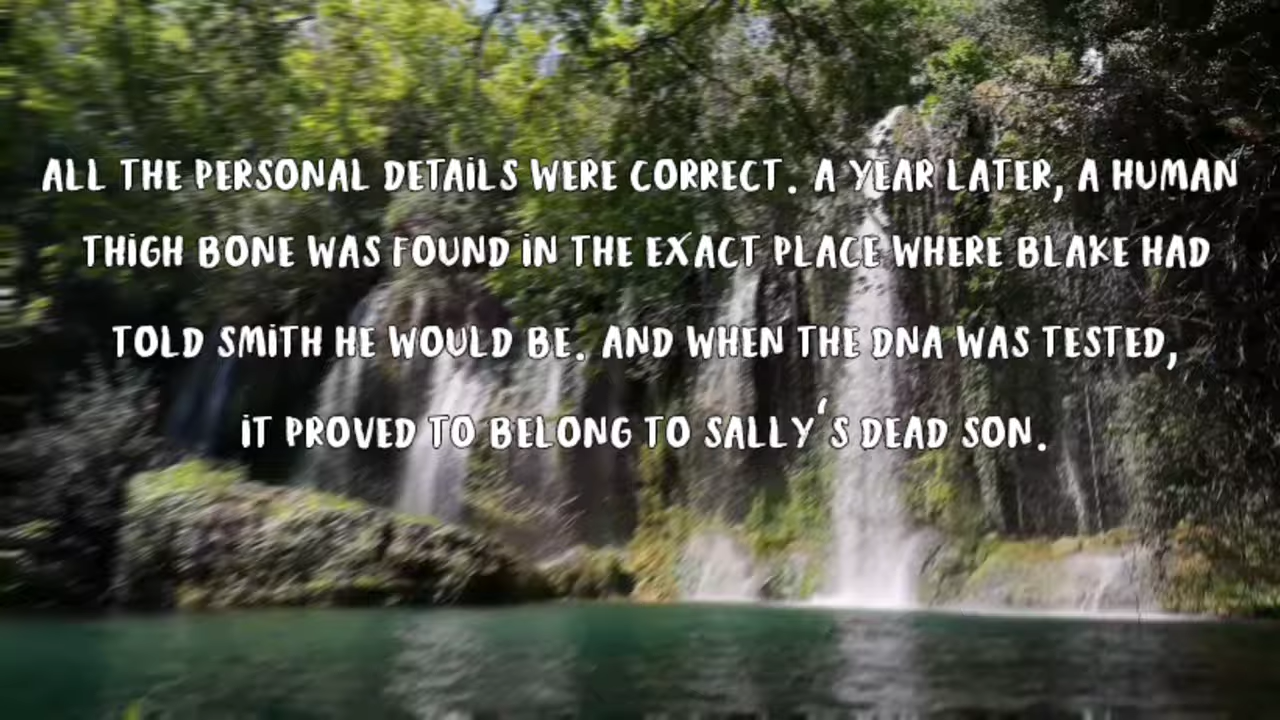 ALL THE PERSONAL DETAILS WERE CORRECT. A YEAR LATER, A HUMAN
THIGH BONE WAS FOUND IN THE EXACT PLACE WHERE BLAKE HAD
TOLD SMITH HE WOULD BE. AND WHEN THE DNA WAS TESTED,
IT PROVED TO BELONG TO SALLY'S DEAD SON.